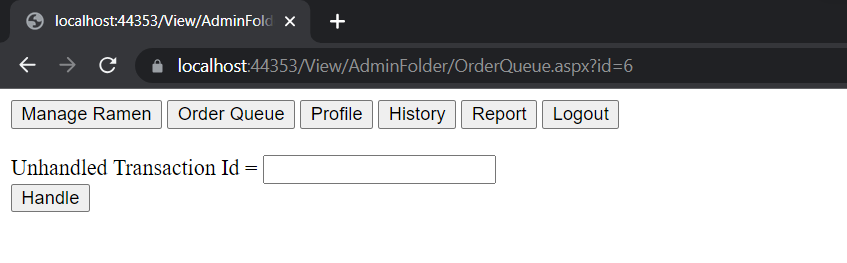 localhost:44353/View/AdminFold
localhost:44353/View/AdminFolder/OrderQueue.aspx?id=6
Manage Ramen Order Queue Profile History Report Logout
Unhandled Transaction Id =
Handle